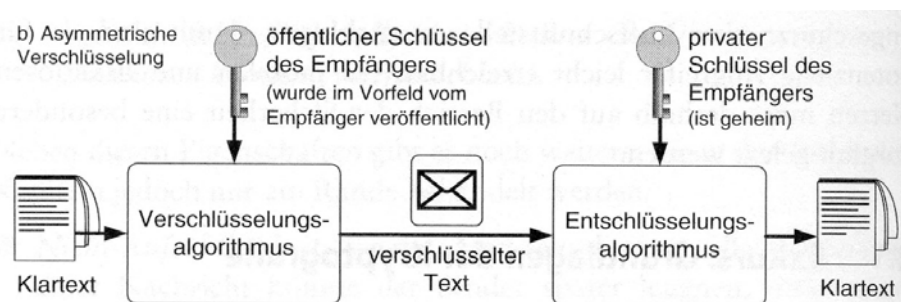 b) Asymmetrische
Verschlüsselung
öffentlicher Schlüssel
des Empfängers
(wurde im Vorfeld vom
Empfänger veröffentlicht)
privater
Schlüssel des
Empfängers
(ist geheim)
Klartext
Verschlüsselungs-
algorithmus
verschlüsselter
Text
Entschlüsselungs-
algorithmus
Klartext